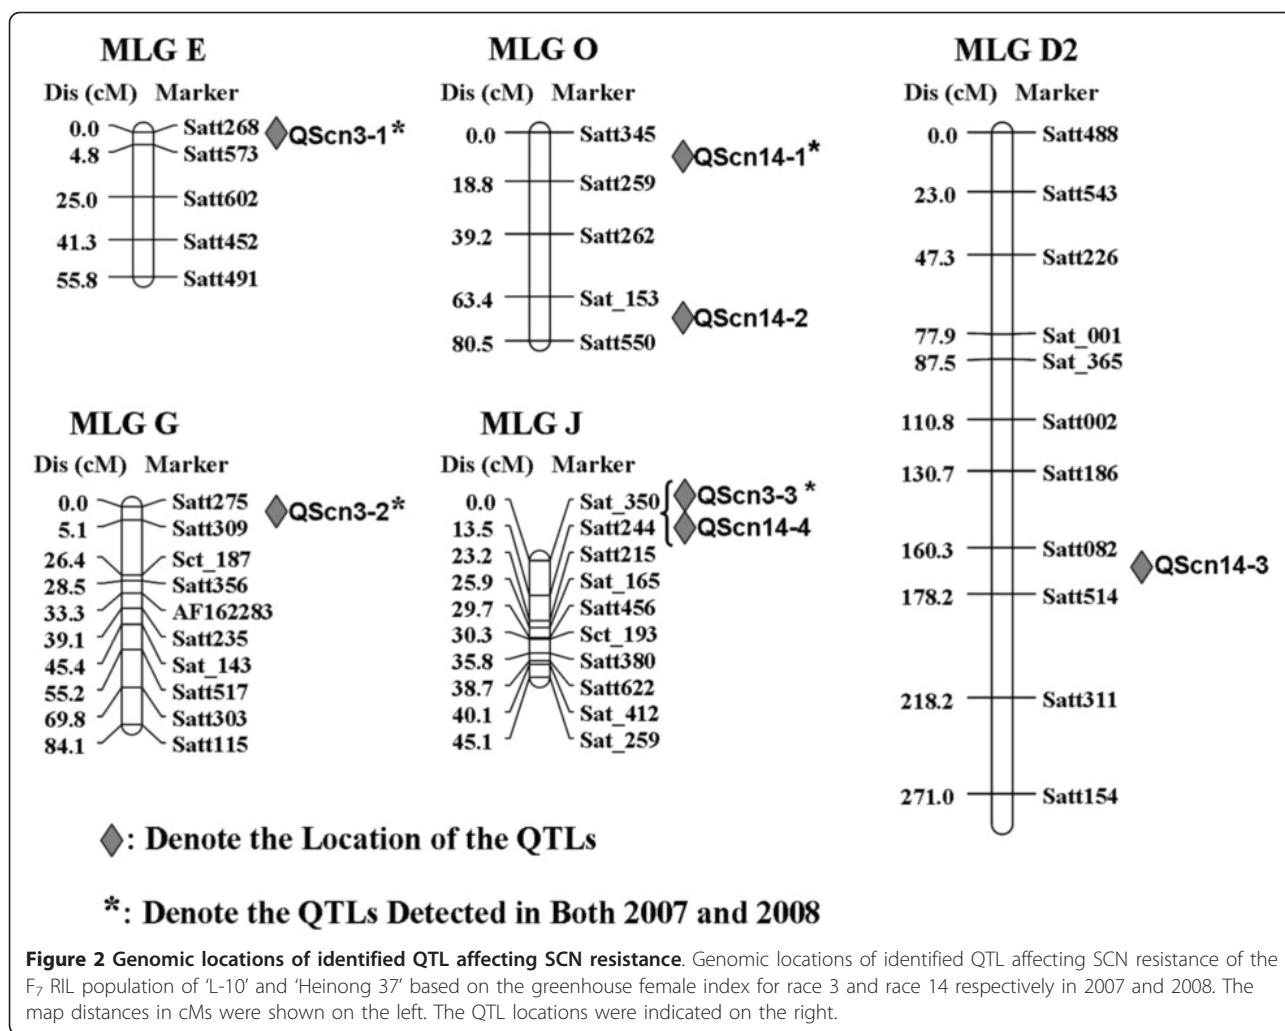 MLG E
Dis (cM) Marker
0.0 Satt268 QScn3-1*
4.8 Satt573
25.0 Satt602
41.3 Satt452
55.8 Satt491
MLG O
Dis (cM) Marker
0.0 Satt345
QScn14-1*
18.8 Satt259
39.2 Satt262
63.4 Sat_153
QScn14-2
80.5 Satt550
MLG D2
Dis (cM) Marker
0.0 Satt488
23.0 Satt543
47.3 Satt226
77.9 Sat_001
87.5 Sat_365
110.8 Satt002
130.7 Satt186
160.3 Satt082
QScn14-3
178.2 Satt514
218.2 Satt311
271.0 Satt154
MLG G
Dis (cM) Marker
0.0 Satt275 QScn3-2*
5.1 Satt309
26.4 Sct_187
28.5 Satt356
33.3 AF162283
39.1 Satt235
45.4 Sat_143
55.2 Satt517
69.8 Satt303
84.1 Satt115
MLG J
Dis (cM) Marker
0.0 Sat_350 QScn3-3 *
13.5 Satt244 QScn14-4
23.2 Satt215
25.9 Sat_165
29.7 Satt456
30.3 Sct_193
35.8 Satt380
38.7 Satt622
40.1 Sat_412
45.1 Sat_259
: Denote the Location of the QTLs
*: Denote the QTLs Detected in Both 2007 and 2008
Figure 2 Genomic locations of identified QTL affecting SCN resistance. Genomic locations of identified QTL affecting SCN resistance of the
F₇ RIL population of ‘L-10’ and ‘Heinong 37’ based on the greenhouse female index for race 3 and race 14 respectively in 2007 and 2008. The
map distances in cMs were shown on the left. The QTL locations were indicated on the right.